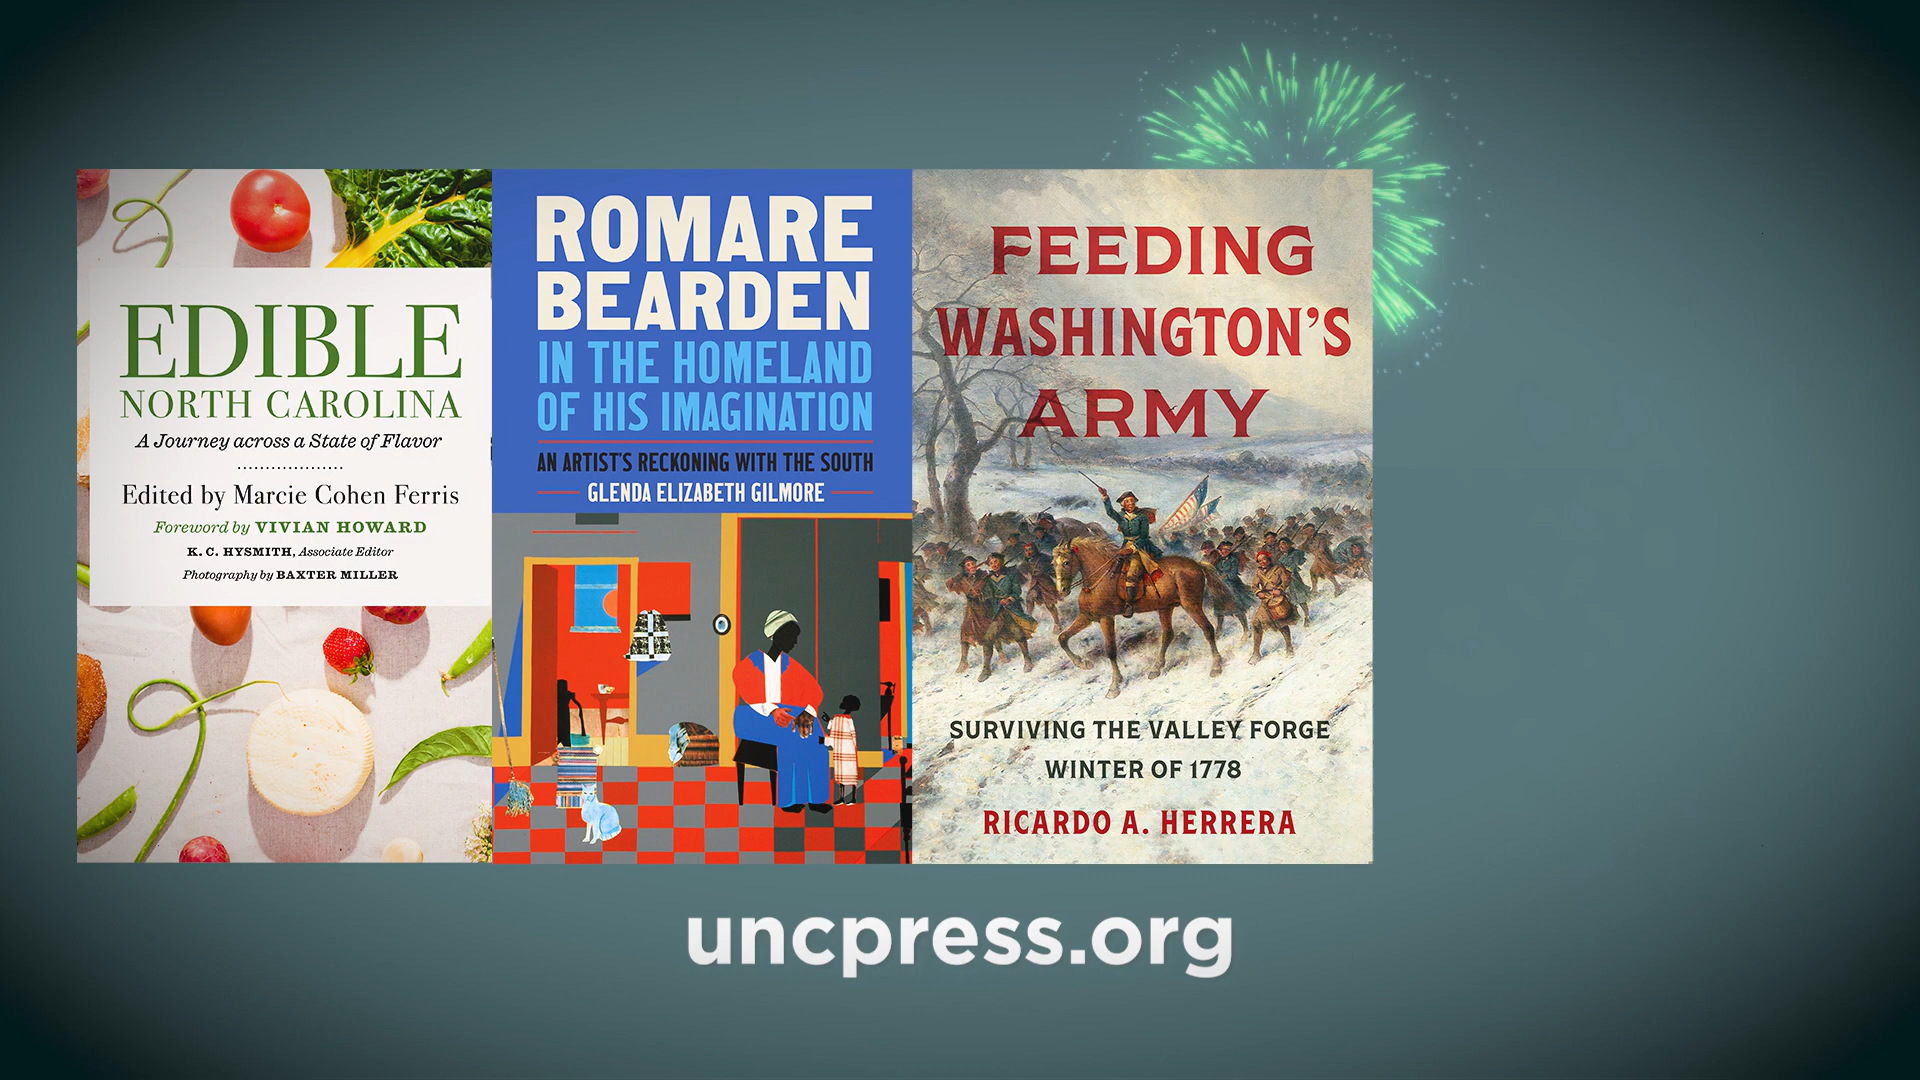 EDIBLE
NORTH CAROLINA
A Journey across a State of Flavor
Edited by Marcie Cohen Ferris
Foreword by VIVIAN HOWARD
K. C. HYSMITH, Associate Editor
Photography by BAXTER MILLER
ROMARE
BEARDEN
IN THE HOMELAND
OF HIS IMAGINATION
AN ARTIST'S RECKONING WITH THE SOUTH
GLENDA ELIZABETH GILMORE
FEEDING
WASHINGTON'S
ARMY
SURVIVING THE VALLEY FORGE
WINTER OF 1778
RICARDO A. HERRERA
uncpress.org